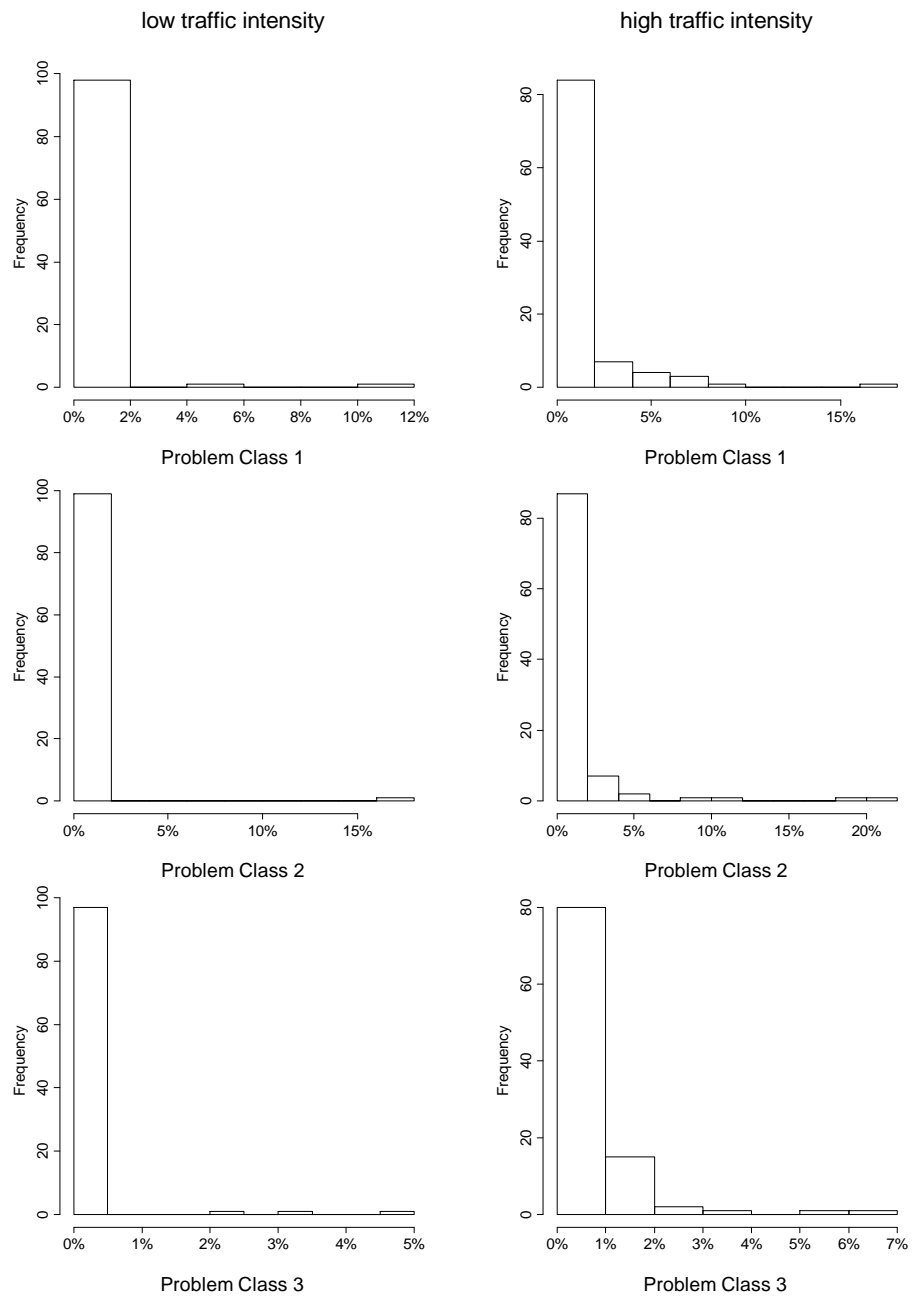 low traffic intensity
high traffic intensity
Frequency
0 20 40 60 80 100
0% 2% 4% 6% 8% 10% 12%
Problem Class 1
Frequency
0 20 40 60 80
0% 5% 10% 15%
Problem Class 1
Frequency
0 20 40 60 80 100
0% 5% 10% 15%
Problem Class 2
Frequency
0 20 40 60 80
0% 5% 10% 15% 20%
Problem Class 2
Frequency
0 20 40 60 80 100
0% 1% 2% 3% 4% 5%
Problem Class 3
Frequency
0 20 40 60 80
0% 1% 2% 3% 4% 5% 6% 7%
Problem Class 3